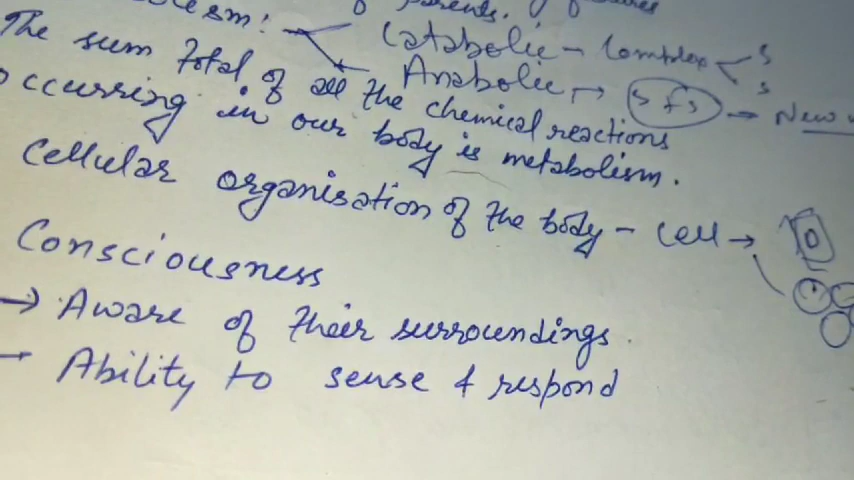 parents.
Catabolic - Complex s
s
Anabolic → s + s → New
The sum total of all the chemical reactions
occurring in our body is metabolism.
Cellular organisation of the body - Cell →
Consciousness
→ Aware of their surroundings.
- Ability to sense & respond